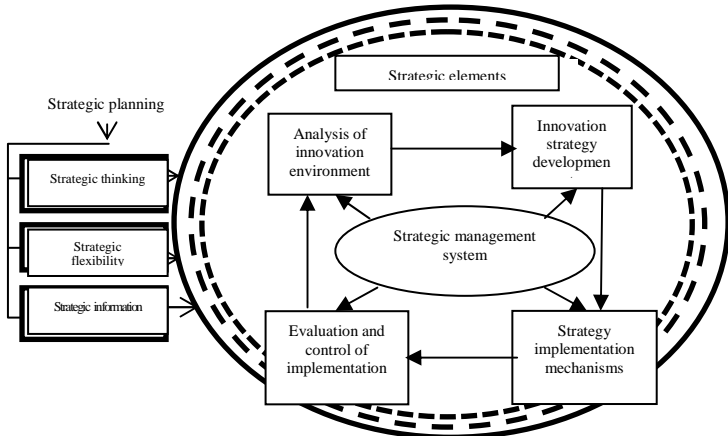 Strategic elements
Strategic planning
Strategic thinking
Strategic
flexibility
Strategic information
Analysis of
innovation
environment
Innovation
strategy
developmen
Strategic management
system
Evaluation and
control of
implementation
Strategy
implementation
mechanisms